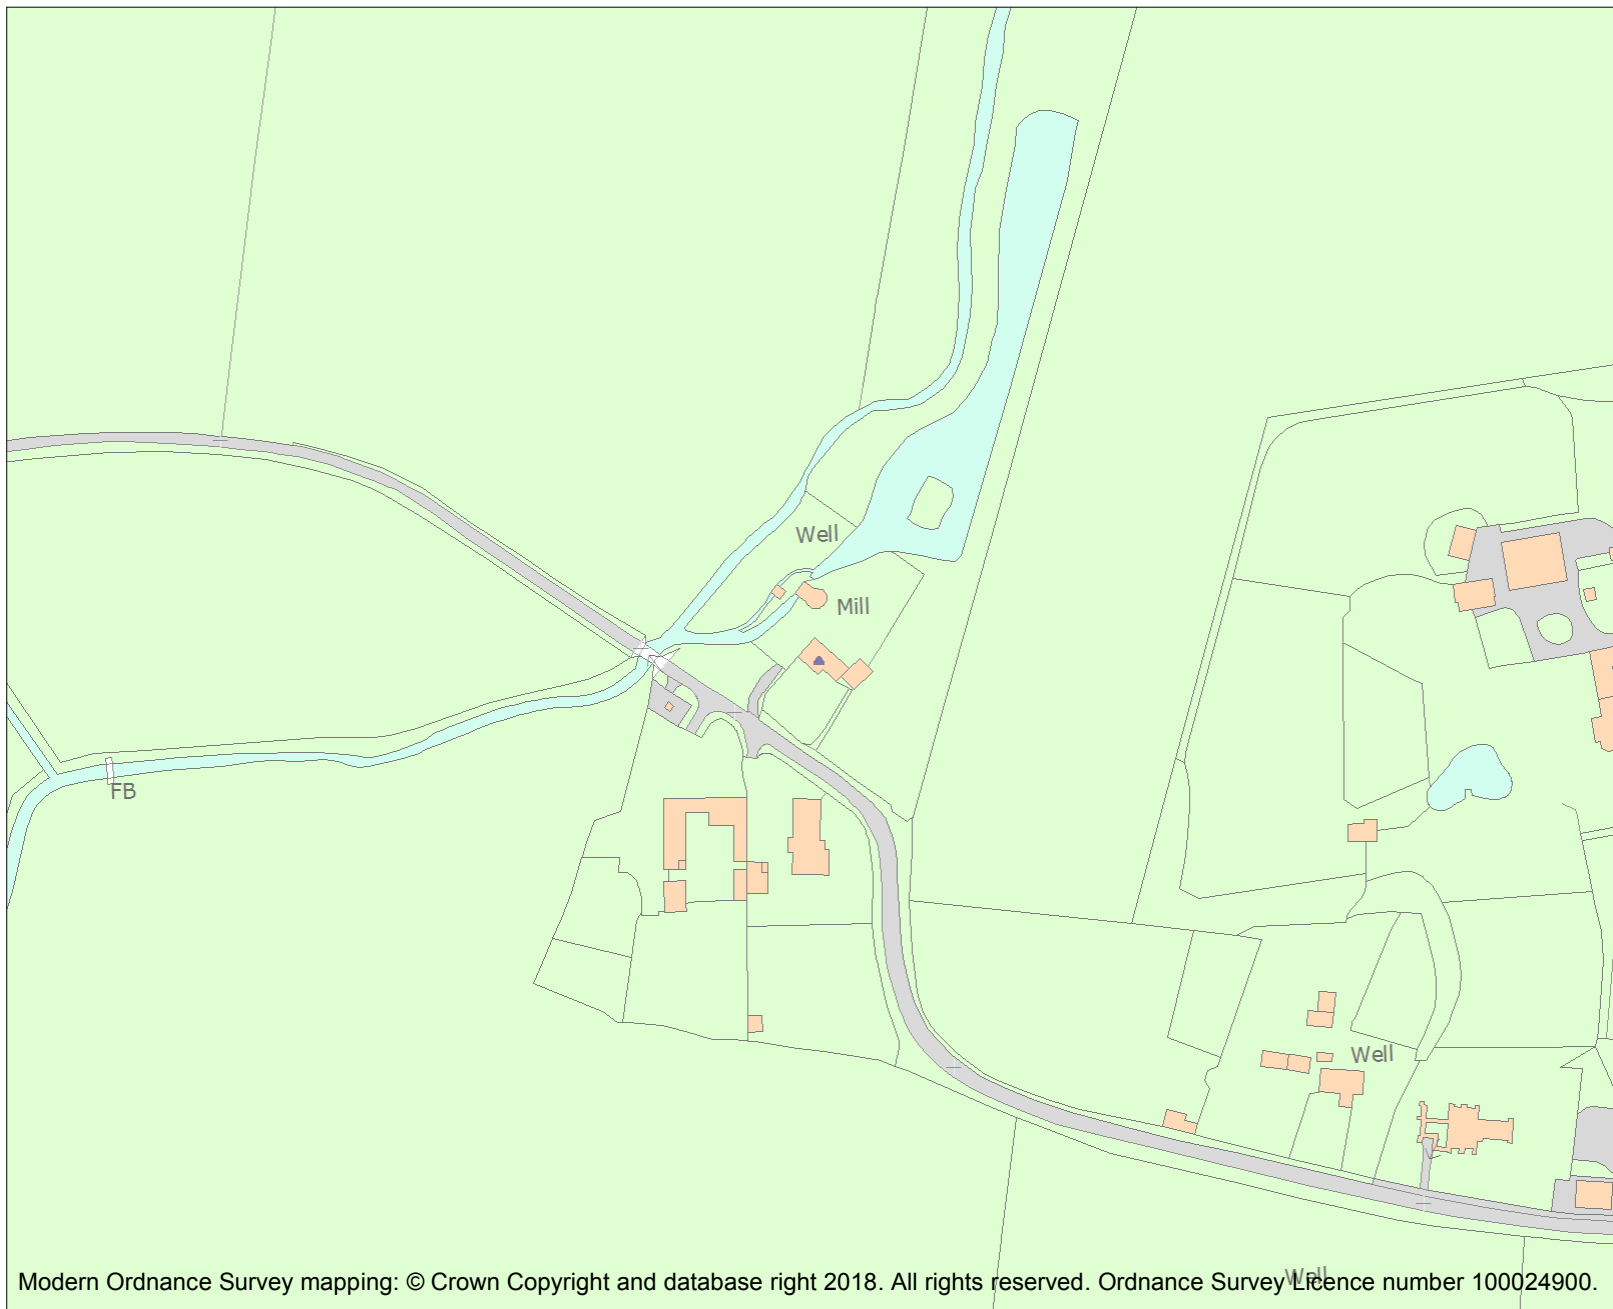 Well
Mill
FB
Well
Well
Modern Ordnance Survey mapping: © Crown Copyright and database right 2018. All rights reserved. Ordnance Survey Licence number 100024900.